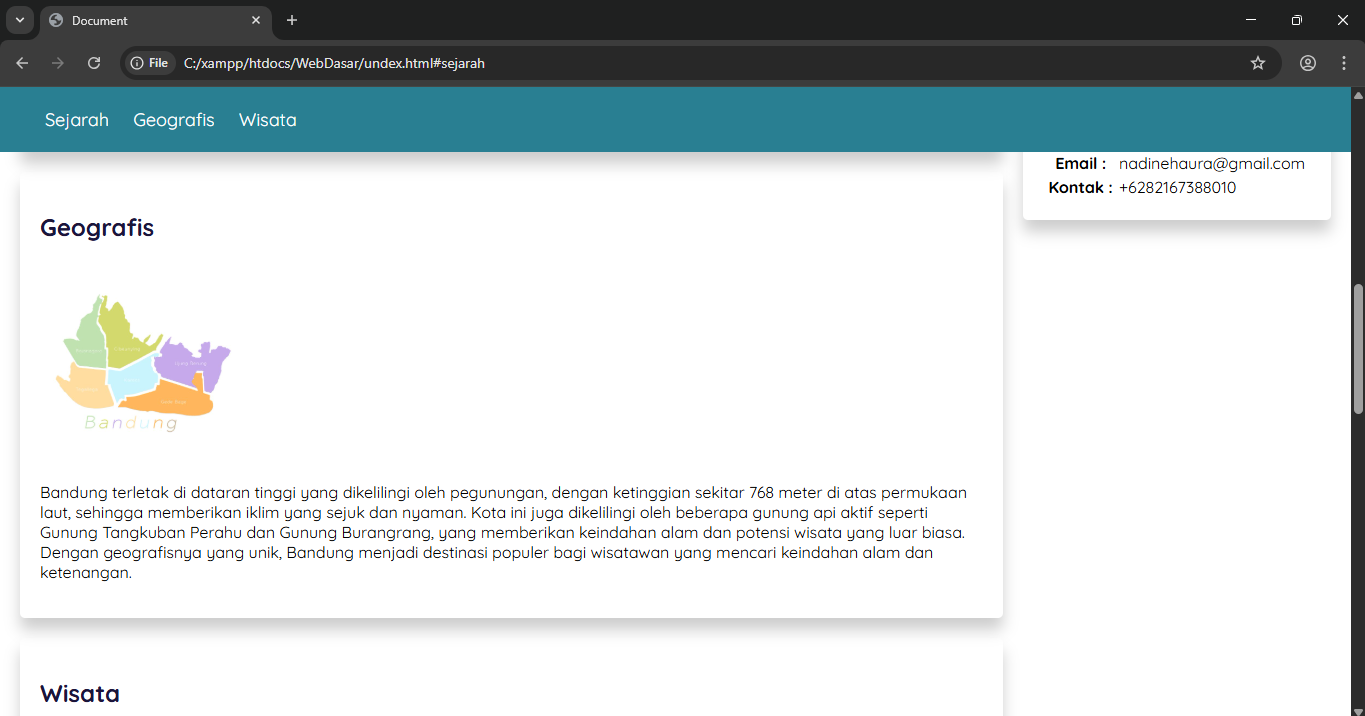 Document
File
C:/xampp/htdocs/WebDasar/undex.html#sejarah
Sejarah Geografis Wisata
Email : nadinehaura@gmail.com
Kontak : +6282167388010
Geografis
Bandung
Bandung terletak di dataran tinggi yang dikelilingi oleh pegunungan, dengan ketinggian sekitar 768 meter di atas permukaan
laut, sehingga memberikan iklim yang sejuk dan nyaman. Kota ini juga dikelilingi oleh beberapa gunung api aktif seperti
Gunung Tangkuban Perahu dan Gunung Burangrang, yang memberikan keindahan alam dan potensi wisata yang luar biasa.
Dengan geografisnya yang unik, Bandung menjadi destinasi populer bagi wisatawan yang mencari keindahan alam dan
ketenangan.
Wisata